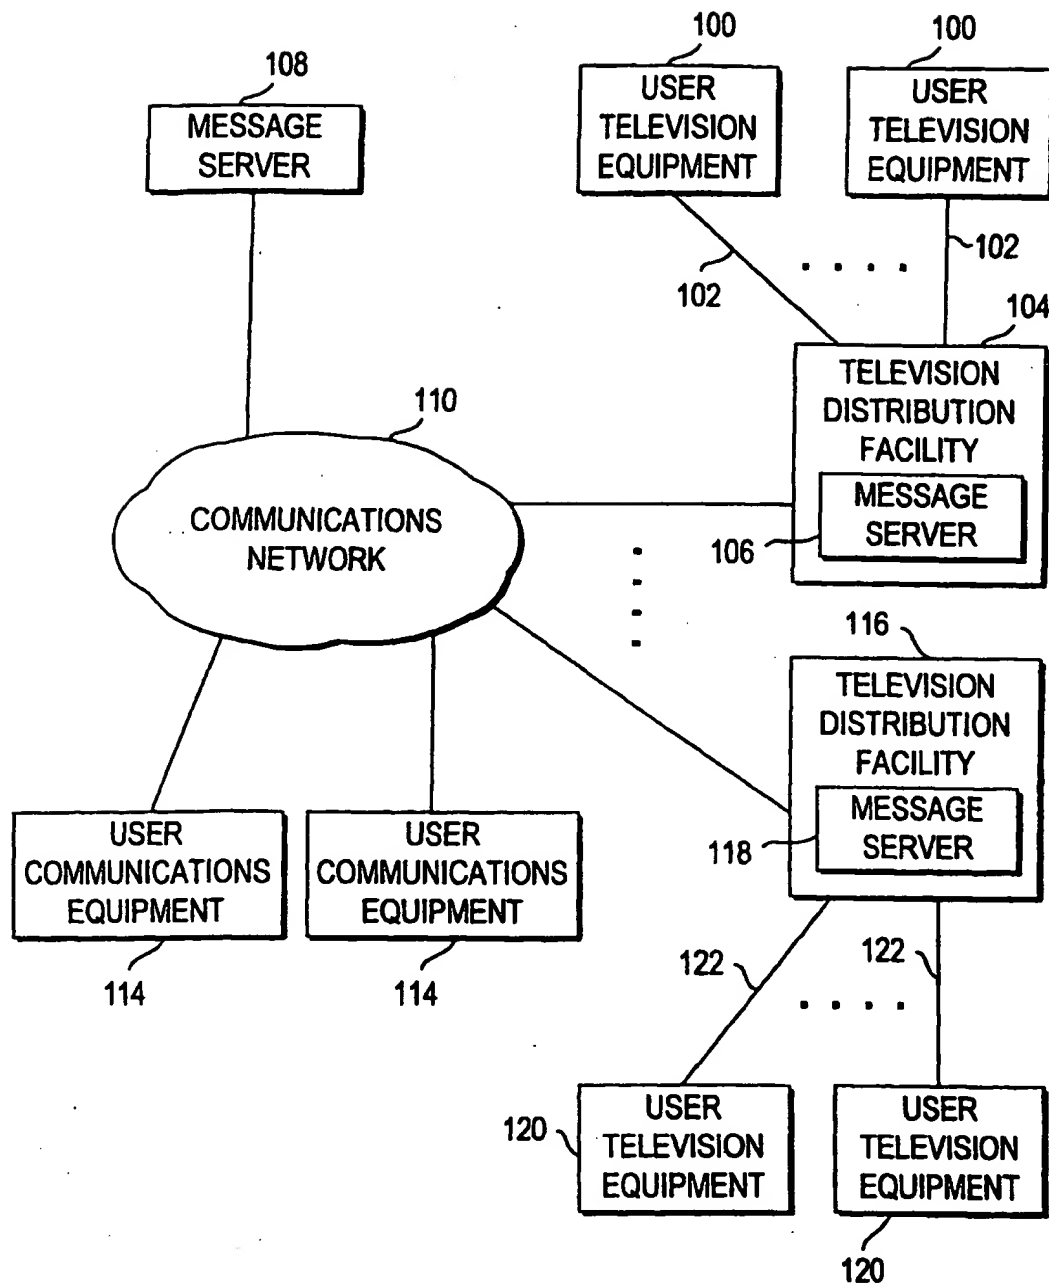 100
100
108
USER
TELEVISION
EQUIPMENT
USER
TELEVISION
EQUIPMENT
MESSAGE
SERVER
102
102
104
TELEVISION
DISTRIBUTION
FACILITY
MESSAGE
SERVER
106
110
COMMUNICATIONS
NETWORK
116
TELEVISION
DISTRIBUTION
FACILITY
MESSAGE
SERVER
118
USER
COMMUNICATIONS
EQUIPMENT
USER
COMMUNICATIONS
EQUIPMENT
114
114
122
122
120
USER
TELEVISION
EQUIPMENT
USER
TELEVISION
EQUIPMENT
120